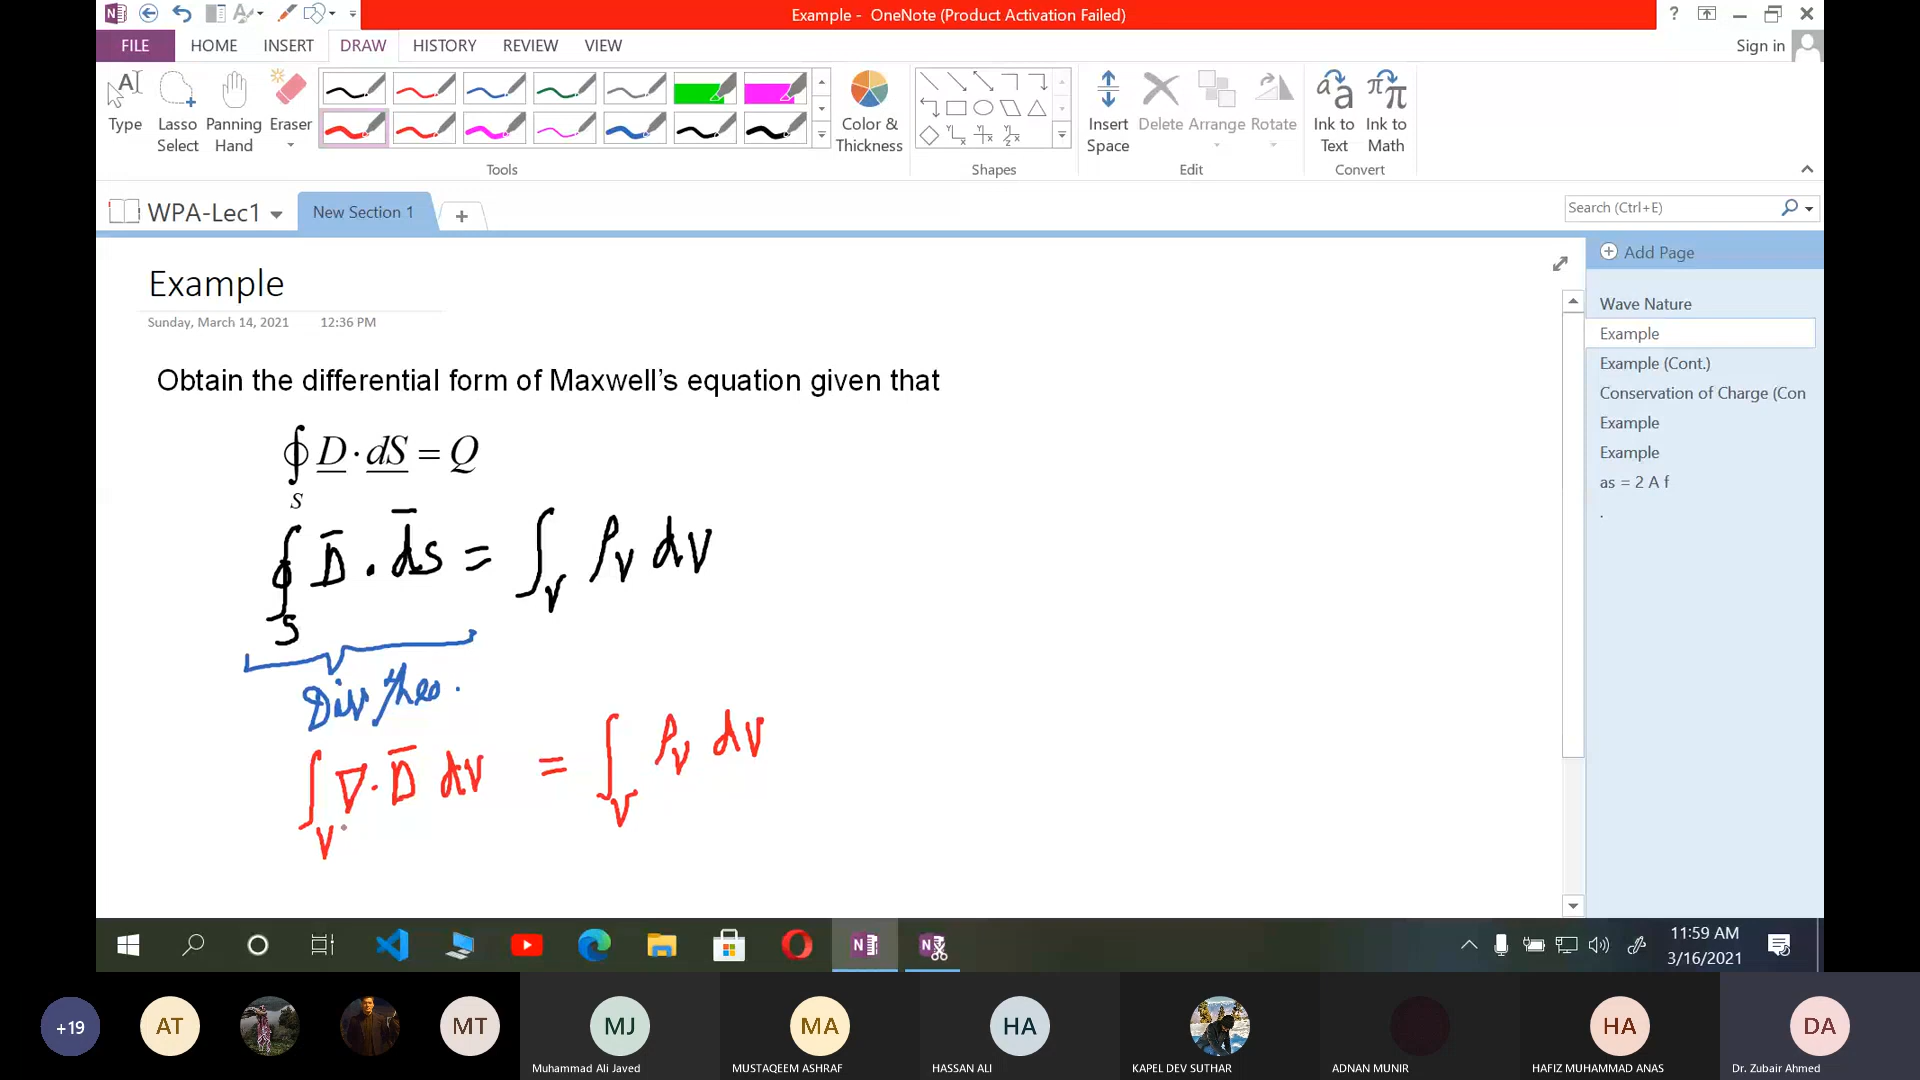 Example - OneNote (Product Activation Failed)
?
FILE HOME INSERT DRAW HISTORY REVIEW VIEW
Sign in
Type
Lasso Select
Panning Hand
Eraser
Color & Thickness
Insert Space
Delete Arrange Rotate
Ink to Text
Ink to Math
Tools Shapes Edit Convert
WPA-Lec1
New Section 1
Search (Ctrl+E)
Add Page
Wave Nature
Example
Example (Cont.)
Conservation of Charge (Con
Example
Example
as = 2 A f
.
Example
Sunday, March 14, 2021 12:36 PM
Obtain the differential form of Maxwell's equation given that
∮ D · dS = Q
S
∮ D̄ . d̄s = ∫v ρv dv
S
Div theo.
∫v ∇ · D̄ dv = ∫v ρv dv
11:59 AM
3/16/2021
+19 AT MT MJ MA HA HA DA
Muhammad Ali Javed MUSTAQEEM ASHRAF HASSAN ALI KAPEL DEV SUTHAR ADNAN MUNIR HAFIZ MUHAMMAD ANAS Dr. Zubair Ahmed